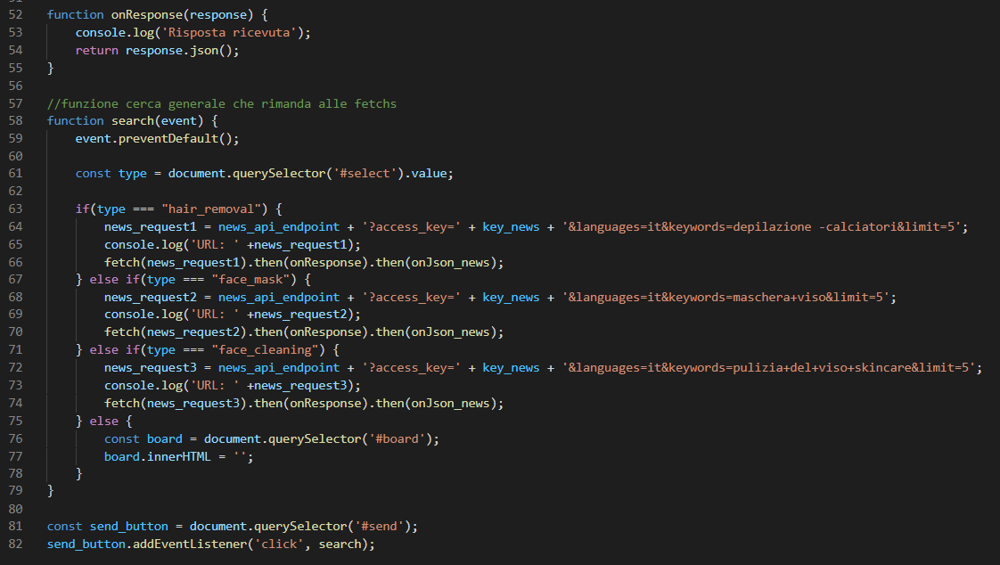 52 function onResponse(response) {
53     console.log('Risposta ricevuta');
54     return response.json();
55 }
56
57 //funzione cerca generale che rimanda alle fetchs
58 function search(event) {
59     event.preventDefault();
60
61     const type = document.querySelector('#select').value;
62
63     if(type === "hair_removal") {
64         news_request1 = news_api_endpoint + '?access_key=' + key_news + '&languages=it&keywords=depilazione -calciatori&limit=5';
65         console.log('URL: ' +news_request1);
66         fetch(news_request1).then(onResponse).then(onJson_news);
67     } else if(type === "face_mask") {
68         news_request2 = news_api_endpoint + '?access_key=' + key_news + '&languages=it&keywords=maschera+viso&limit=5';
69         console.log('URL: ' +news_request2);
70         fetch(news_request2).then(onResponse).then(onJson_news);
71     } else if(type === "face_cleaning") {
72         news_request3 = news_api_endpoint + '?access_key=' + key_news + '&languages=it&keywords=pulizia+del+viso+skincare&limit=5';
73         console.log('URL: ' +news_request3);
74         fetch(news_request3).then(onResponse).then(onJson_news);
75     } else {
76         const board = document.querySelector('#board');
77         board.innerHTML = '';
78     }
79 }
80
81 const send_button = document.querySelector('#send');
82 send_button.addEventListener('click', search);